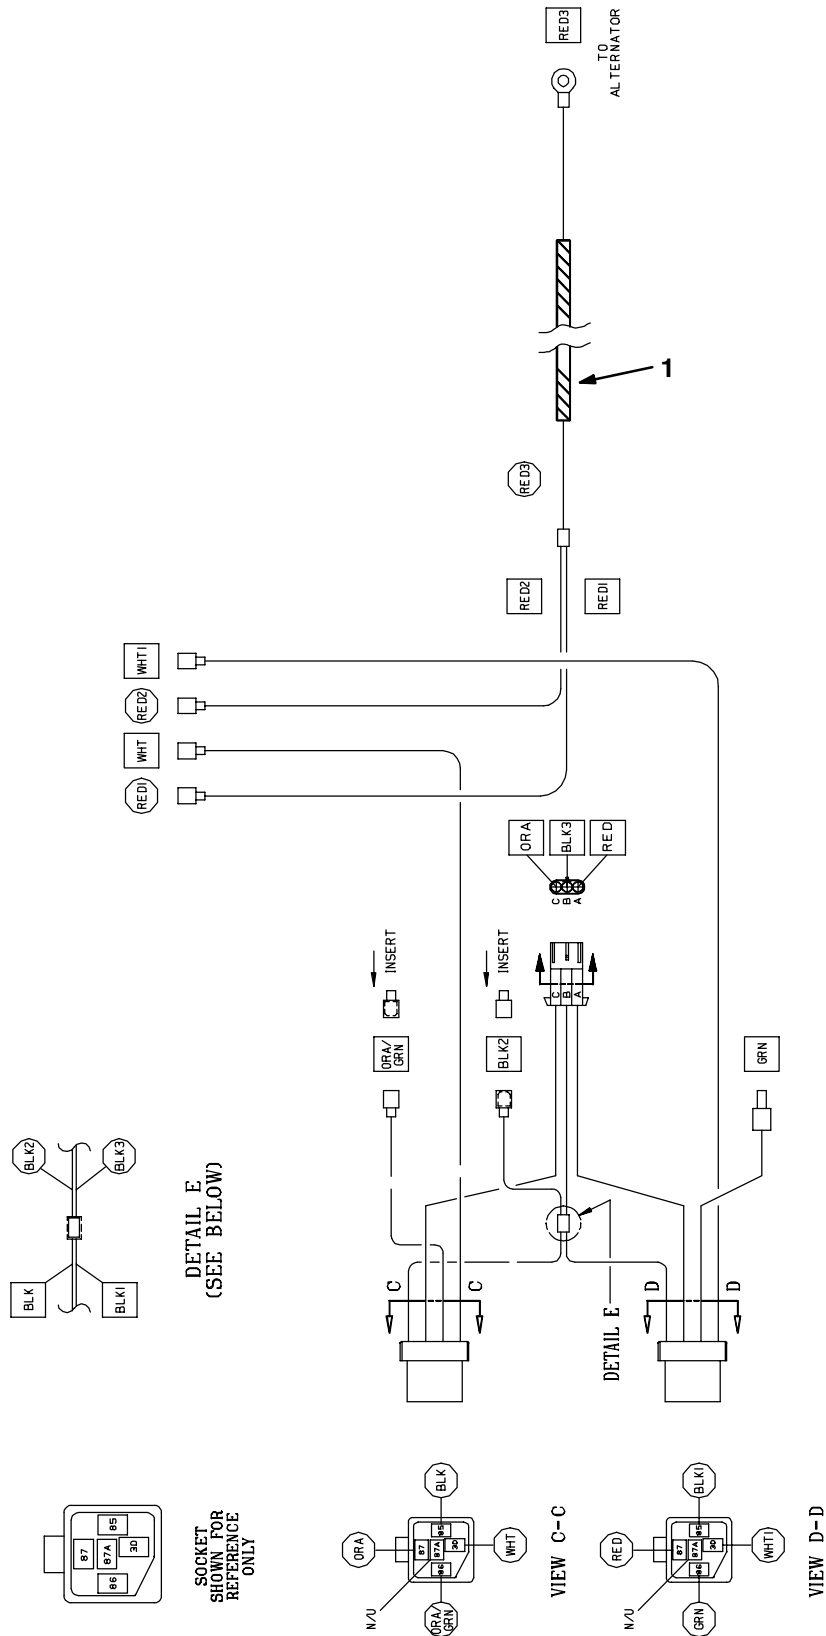 RED3
TO
ALTERNATOR
1
RED3
RED2
RED1
WHT1
RED2
WHT
RED1
ORA
BLK3
RED
C
B
A
INSERT
INSERT
C
B
A
ORA/
GRN
BLK2
GRN
BLK2
BLK3
BLK
BLK1
DETAIL E
(SEE BELOW)
C
C
DETAIL E
D
D
87
87A
85
86
30
SOCKET
SHOWN FOR
REFERENCE
ONLY
ORA
BLK
87
87A
85
86
30
N/U
ORA/
GRN
WHT
VIEW C-C
RED
BLK1
87
87A
85
86
30
N/U
GRN
WHT1
VIEW D-D